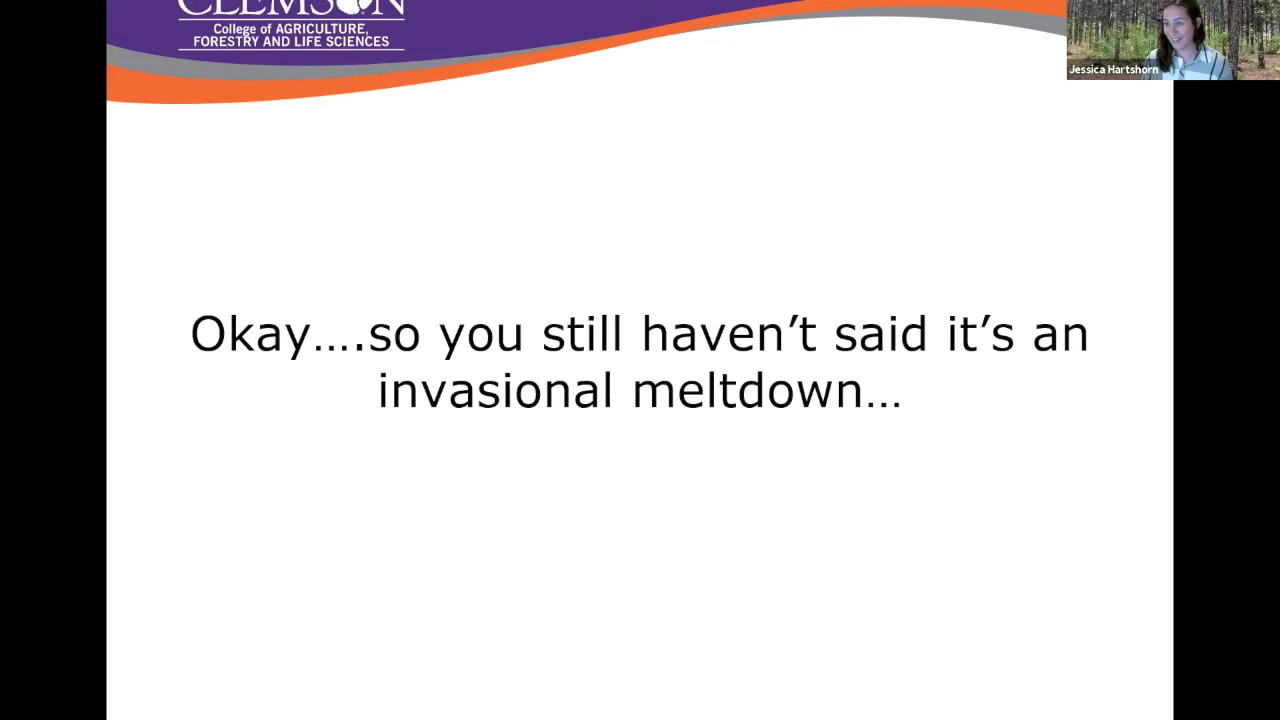 CLEMSON
College of AGRICULTURE,
FORESTRY AND LIFE SCIENCES
Jessica Hartshorn
Okay….so you still haven’t said it’s an
invasional meltdown…